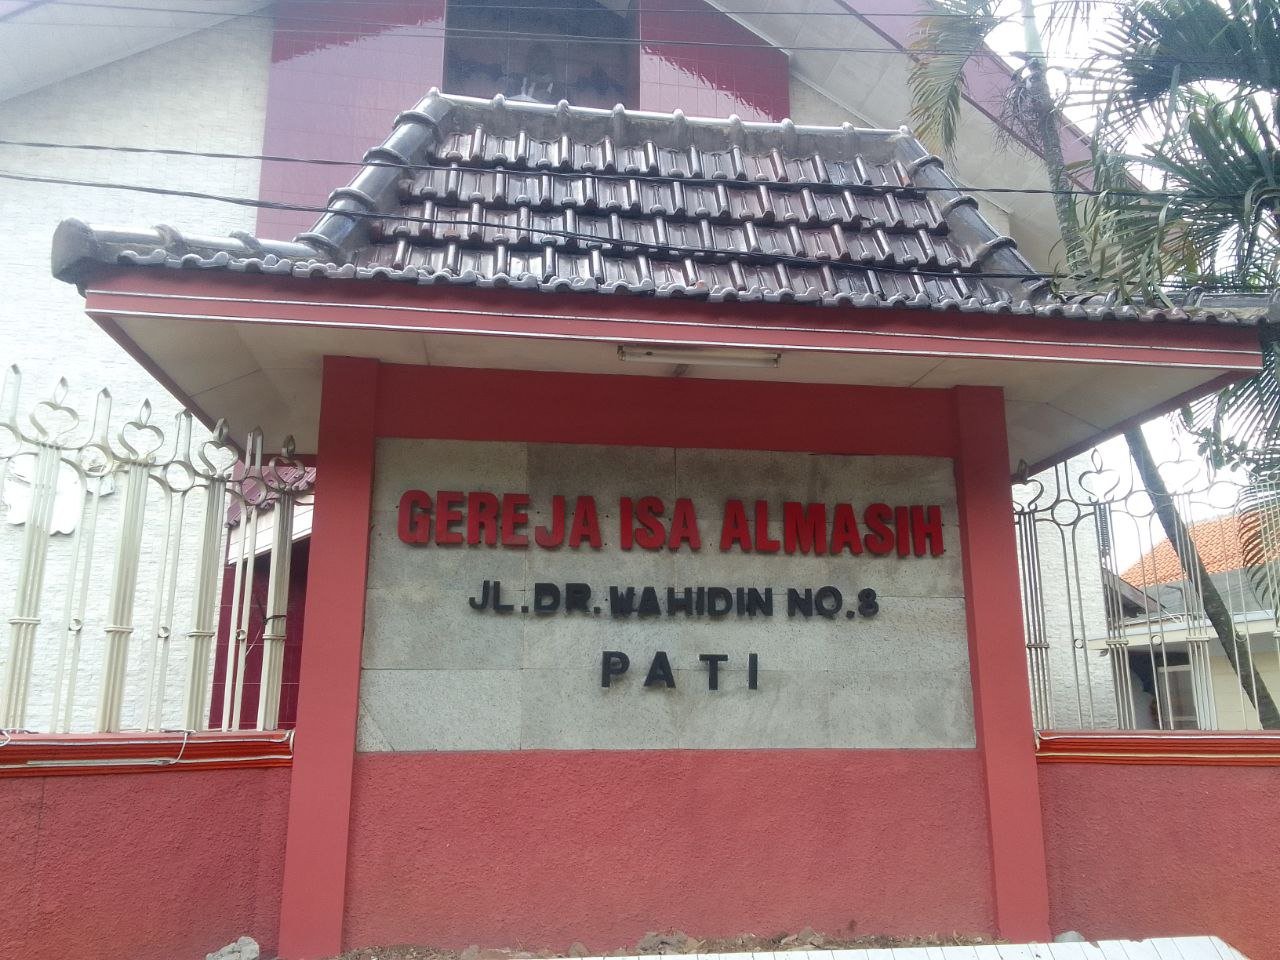 GEREJA ISA ALMASIH
JL.DR.WAHIDIN NO.8
PATI